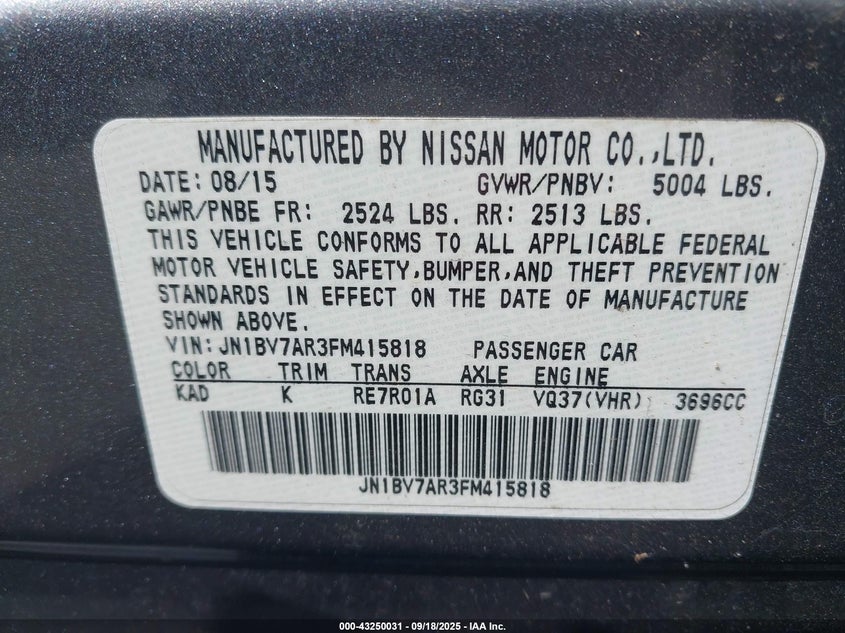 MANUFACTURED BY NISSAN MOTOR CO.,LTD.
DATE: 08/15 GVWR/PNBV: 5004 LBS.
GAWR/PNBE FR: 2524 LBS. RR: 2513 LBS.
THIS VEHICLE CONFORMS TO ALL APPLICABLE FEDERAL
MOTOR VEHICLE SAFETY,BUMPER,AND THEFT PREVENTION
STANDARDS IN EFFECT ON THE DATE OF MANUFACTURE
SHOWN ABOVE.
VIN:JN1BV7AR3FM415818 PASSENGER CAR
COLOR TRIM TRANS AXLE ENGINE
KAD K RE7R01A RG31 VQ37(VHR) 3696CC
JN1BV7AR3FM415818
000-43250031 - 09/18/2025 - IAA Inc.